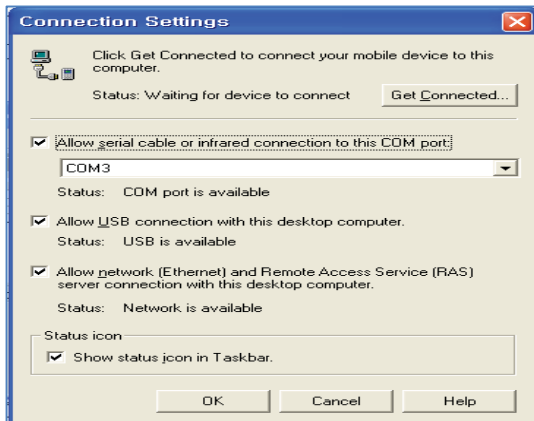 Connection Settings
Click Get Connected to connect your mobile device to this
computer.
Status: Waiting for device to connect Get Connected...
Allow serial cable or infrared connection to this COM port:
COM3
Status: COM port is available
Allow USB connection with this desktop computer.
Status: USB is available
Allow network (Ethernet) and Remote Access Service (RAS)
server connection with this desktop computer.
Status: Network is available
Status icon
Show status icon in Taskbar.
OK Cancel Help